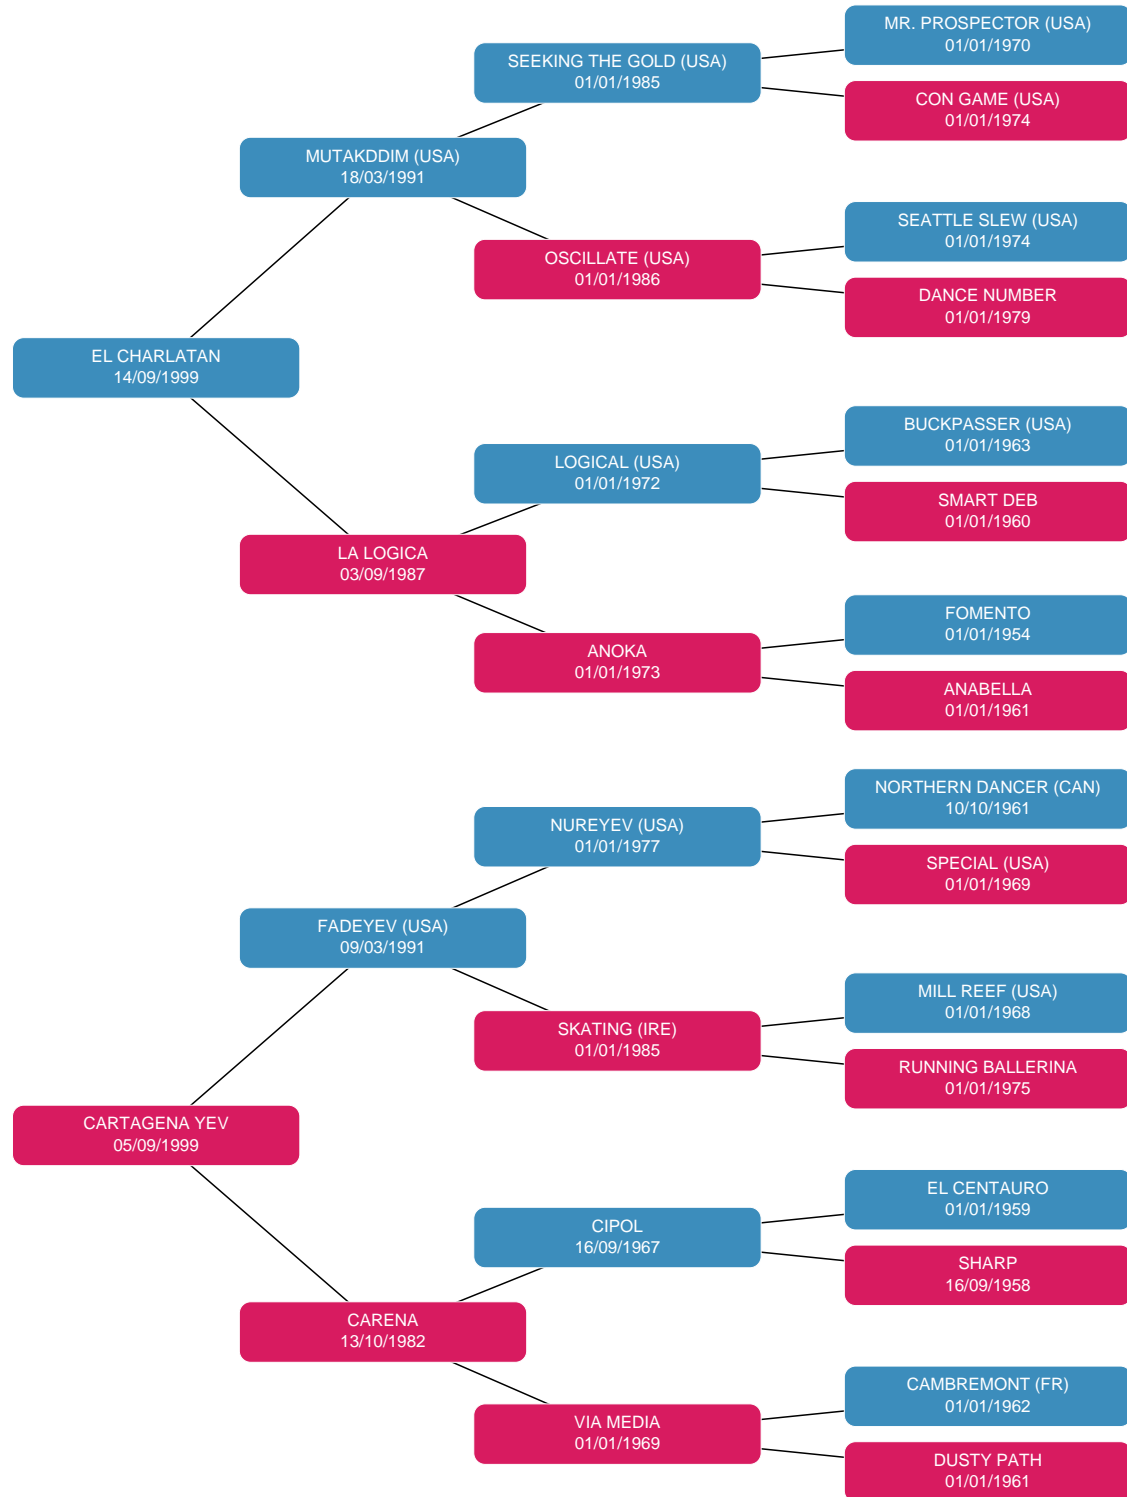 MR. PROSPECTOR (USA)
01/01/1970
SEEKING THE GOLD (USA)
01/01/1985
CON GAME (USA)
01/01/1974
MUTAKDDIM (USA)
18/03/1991
SEATTLE SLEW (USA)
01/01/1974
OSCILLATE (USA)
01/01/1986
DANCE NUMBER
01/01/1979
EL CHARLATAN
14/09/1999
BUCKPASSER (USA)
01/01/1963
LOGICAL (USA)
01/01/1972
SMART DEB
01/01/1960
LA LOGICA
03/09/1987
FOMENTO
01/01/1954
ANOKA
01/01/1973
ANABELLA
01/01/1961
NORTHERN DANCER (CAN)
10/10/1961
NUREYEV (USA)
01/01/1977
SPECIAL (USA)
01/01/1969
FADEYEV (USA)
09/03/1991
MILL REEF (USA)
01/01/1968
SKATING (IRE)
01/01/1985
RUNNING BALLERINA
01/01/1975
CARTAGENA YEV
05/09/1999
EL CENTAURO
01/01/1959
CIPOL
16/09/1967
SHARP
16/09/1958
CARENA
13/10/1982
CAMBREMONT (FR)
01/01/1962
VIA MEDIA
01/01/1969
DUSTY PATH
01/01/1961